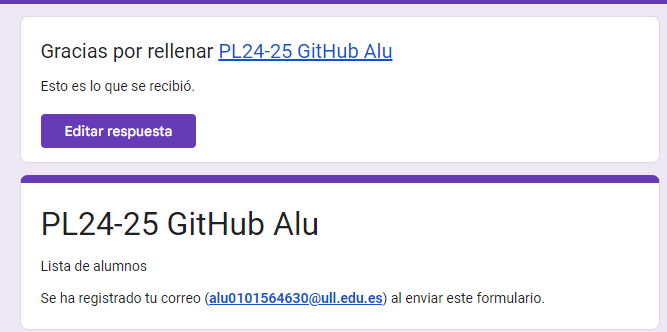 Gracias por rellenar PL24-25 GitHub Alu
Esto es lo que se recibió.
Editar respuesta
PL24-25 GitHub Alu
Lista de alumnos
Se ha registrado tu correo (alu0101564630@ull.edu.es) al enviar este formulario.